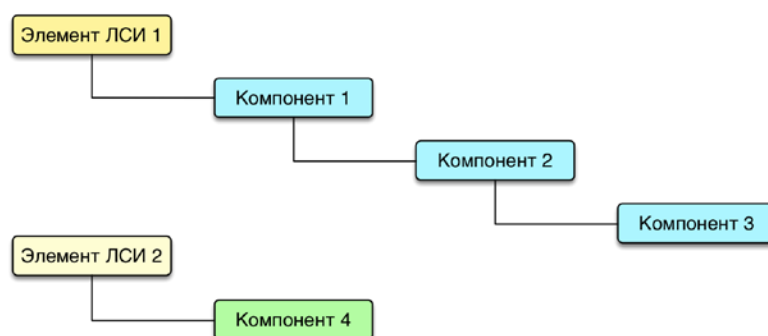 Элемент ЛСИ 1
Компонент 1
Компонент 2
Компонент 3
Элемент ЛСИ 2
Компонент 4